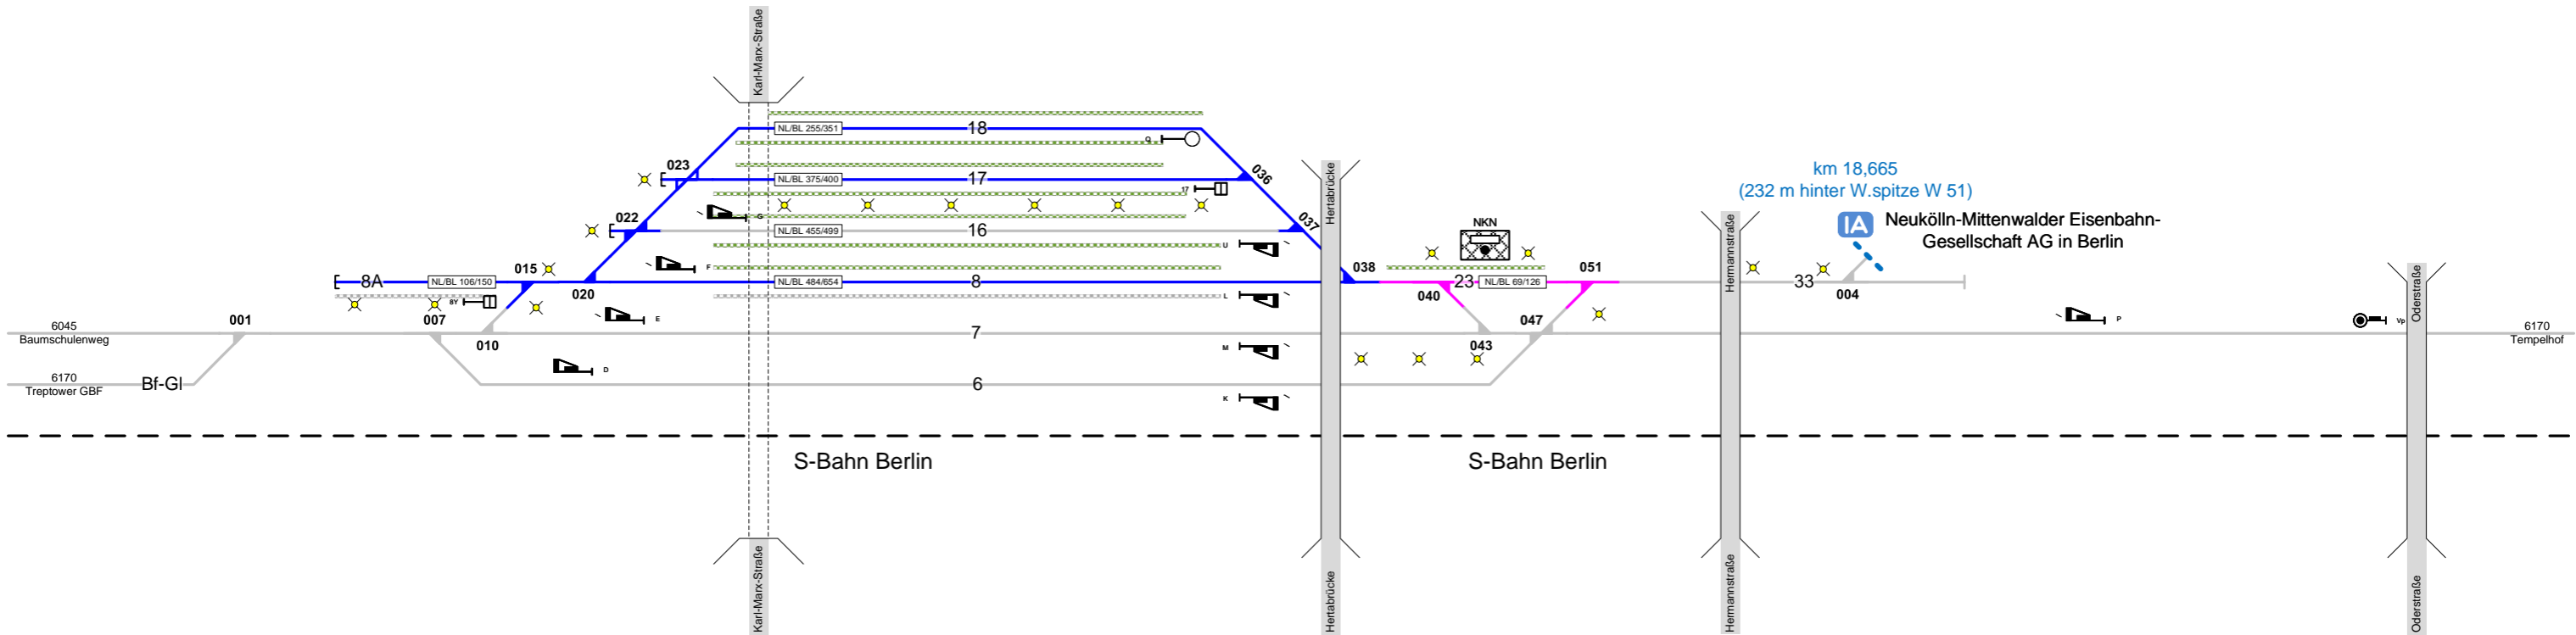 Karl-Marx-Straße
NL/BL 255/351
18
Q
023
NL/BL 375/400
17
17
036
022
G
NL/BL 455/499
16
037
U
Hertabrücke
km 18,665
(232 m hinter W.spitze W 51)
IA
Neukölln-Mittenwalder Eisenbahn-
Gesellschaft AG in Berlin
NKN
Hermannstraße
Oderstraße
8A
NL/BL 106/150
015
F
020
NL/BL 484/654
8
038
23
NL/BL 69/126
051
33
004
8Y
L
040
6045
Baumschulenweg
001
007
010
E
7
M
043
047
P
Vp
6170
Tempelhof
6170
Treptower GBF
Bf-Gl
D
6
K
S-Bahn Berlin
S-Bahn Berlin
Karl-Marx-Straße
Hertabrücke
Hermannstraße
Oderstraße